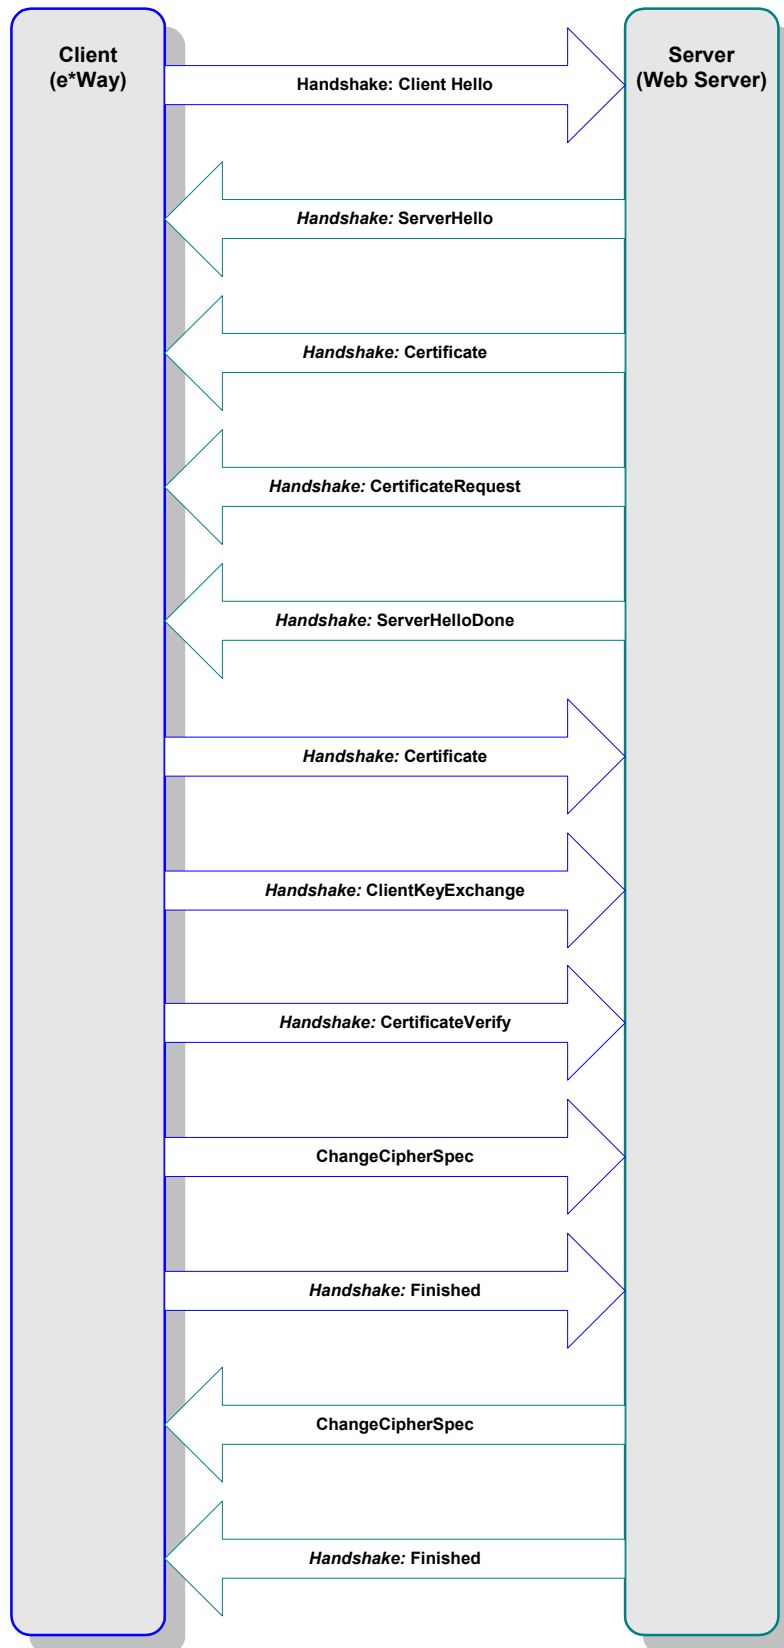 Client
(e*Way)
Server
(Web Server)
Handshake: Client Hello
Handshake: ServerHello
Handshake: Certificate
Handshake: CertificateRequest
Handshake: ServerHelloDone
Handshake: Certificate
Handshake: ClientKeyExchange
Handshake: CertificateVerify
ChangeCipherSpec
Handshake: Finished
ChangeCipherSpec
Handshake: Finished